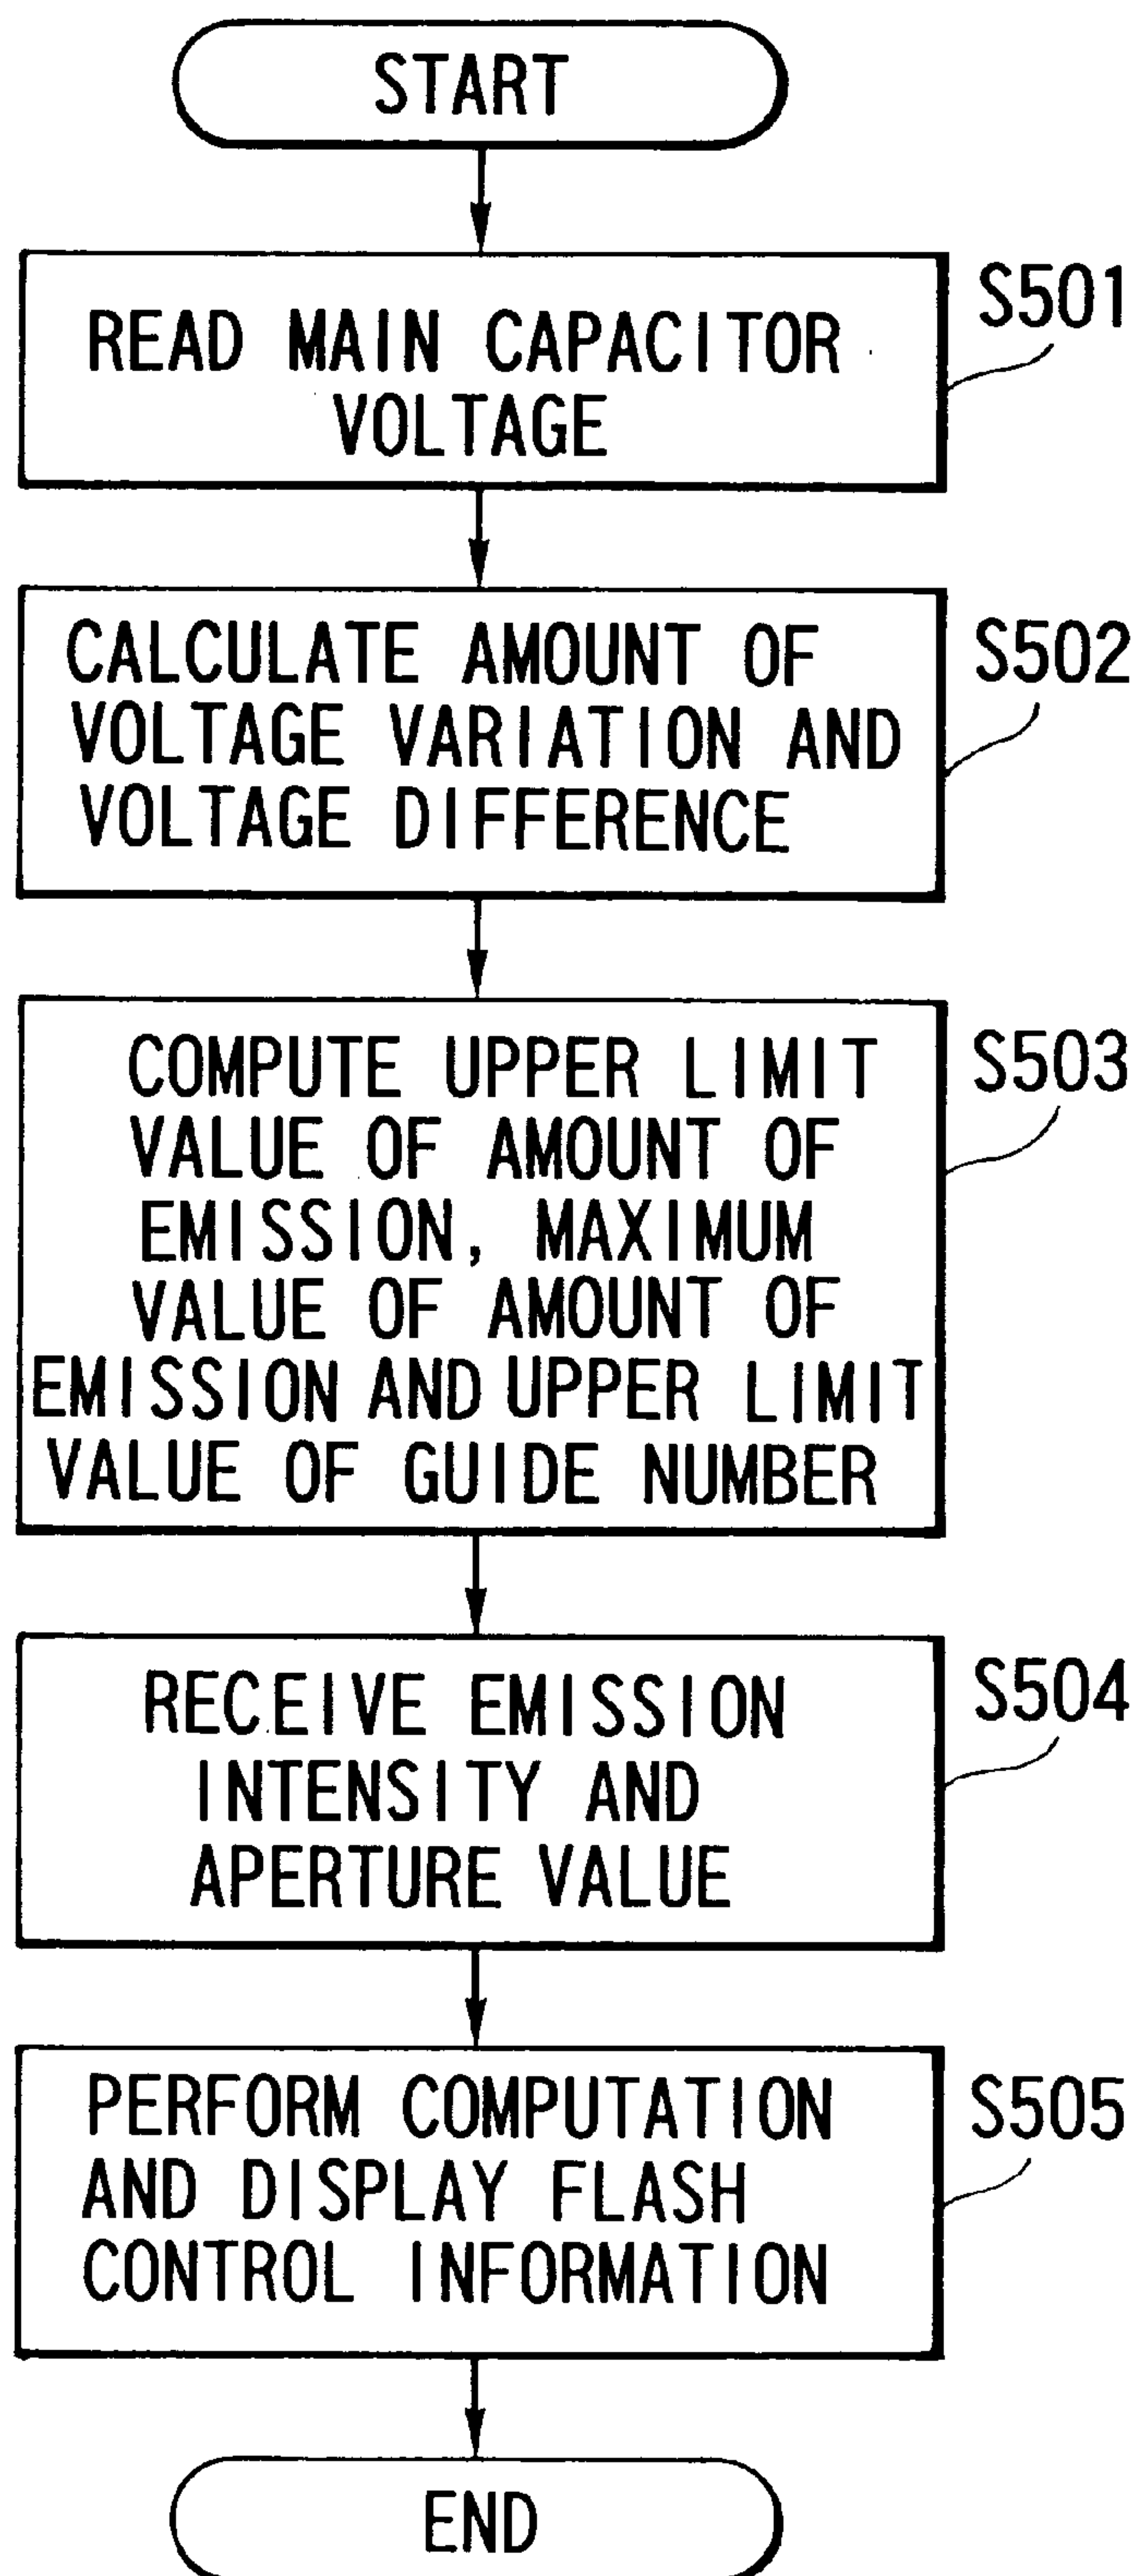 START
READ MAIN CAPACITOR
VOLTAGE
S501
CALCULATE AMOUNT OF
VOLTAGE VARIATION AND
VOLTAGE DIFFERENCE
S502
COMPUTE UPPER LIMIT
VALUE OF AMOUNT OF
EMISSION, MAXIMUM
VALUE OF AMOUNT OF
EMISSION AND UPPER LIMIT
VALUE OF GUIDE NUMBER
S503
RECEIVE EMISSION
INTENSITY AND
APERTURE VALUE
S504
PERFORM COMPUTATION
AND DISPLAY FLASH
CONTROL INFORMATION
S505
END